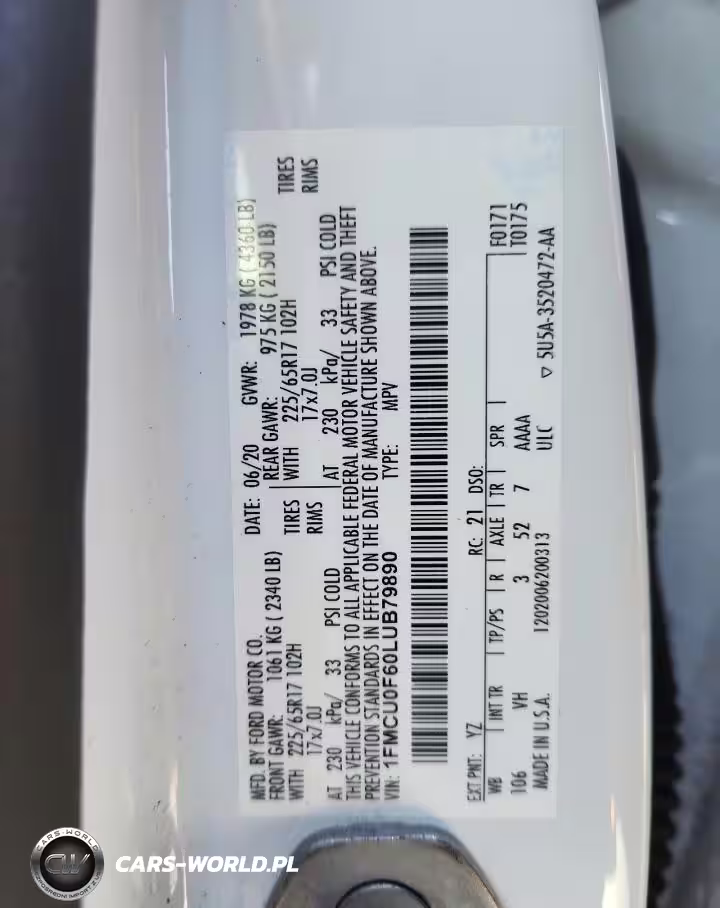 MFD. BY FORD MOTOR CO. DATE: 06/20 GVWR: 1978 KG ( 4360 LB)
FRONT GAWR: 1061 KG ( 2340 LB) REAR GAWR: 975 KG ( 2150 LB)
WITH 225/65R17 102H TIRES WITH 225/65R17 102H TIRES
17x7.0J RIMS 17x7.0J RIMS
AT 230 kPa/ 33 PSI COLD AT 230 kPa/ 33 PSI COLD
THIS VEHICLE CONFORMS TO ALL APPLICABLE FEDERAL MOTOR VEHICLE SAFETY AND THEFT
PREVENTION STANDARDS IN EFFECT ON THE DATE OF MANUFACTURE SHOWN ABOVE.
VIN: 1FMCU0F60LUB79890 TYPE: MPV
EXT PNT: YZ RC: 21 DSO:
WB INT TR TP/PS R AXLE TR SPR F0171
106 VH 3 52 7 AAAA T0175
MADE IN U.S.A. 1202006200313 ULC ▽ 5U5A-3520472-AA
CARS-WORLD
CW
CARS-WORLD.PL